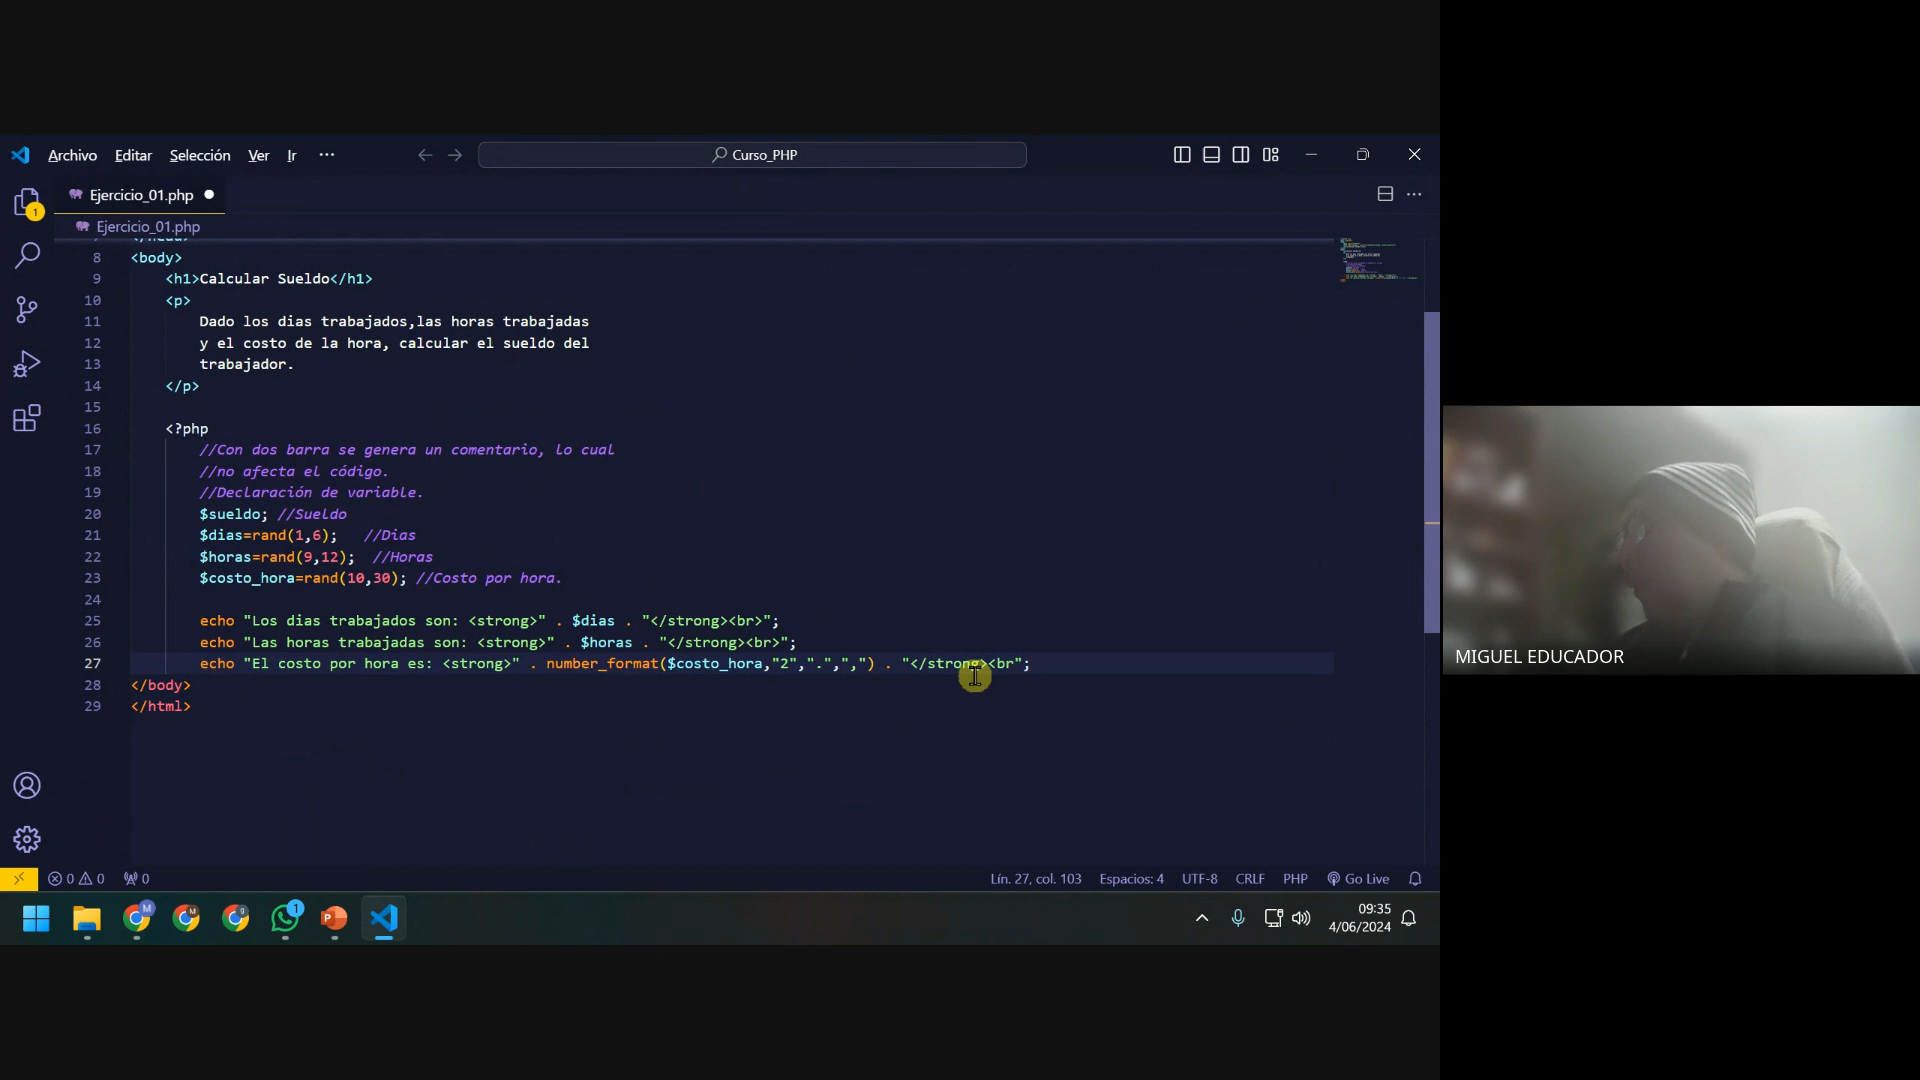 Archivo Editar Selección Ver Ir ···
Curso_PHP
Ejercicio_01.php
Ejercicio_01.php
1
8 <body>
9 <h1>Calcular Sueldo</h1>
10 <p>
11 Dado los dias trabajados,las horas trabajadas
12 y el costo de la hora, calcular el sueldo del
13 trabajador.
14 </p>
15
16 <?php
17 //Con dos barra se genera un comentario, lo cual
18 //no afecta el código.
19 //Declaración de variable.
20 $sueldo; //Sueldo
21 $dias=rand(1,6); //Dias
22 $horas=rand(9,12); //Horas
23 $costo_hora=rand(10,30); //Costo por hora.
24
25 echo "Los dias trabajados son: <strong>" . $dias . "</strong><br>";
26 echo "Las horas trabajadas son: <strong>" . $horas . "</strong><br>";
27 echo "El costo por hora es: <strong>" . number_format($costo_hora,"2",".",",") . "</strong><br";
28 </body>
29 </html>
MIGUEL EDUCADOR
0 0 0
Lín. 27, col. 103 Espacios: 4 UTF-8 CRLF PHP Go Live
M M g 1 P
09:35
4/06/2024